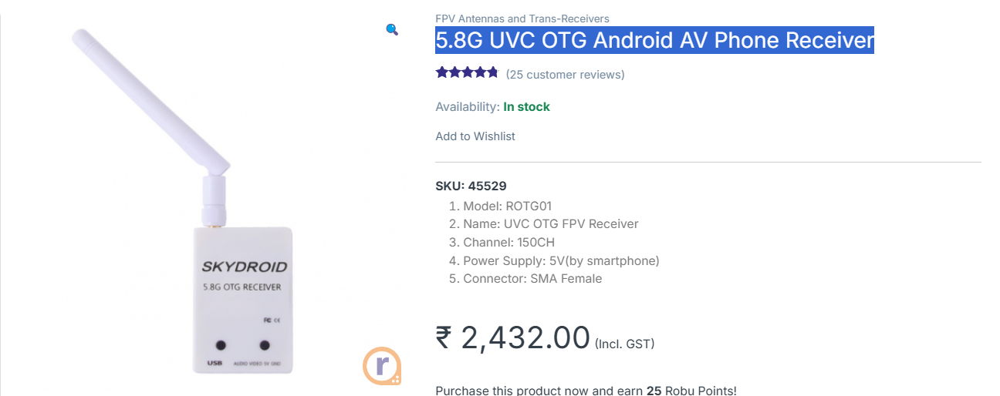 SKYDROID
5.8G OTG RECEIVER
FC CE
USB
AUDIO VIDEO 5V GND
r
FPV Antennas and Trans-Receivers
5.8G UVC OTG Android AV Phone Receiver
(25 customer reviews)
Availability: In stock
Add to Wishlist
SKU: 45529
1. Model: ROTG01
2. Name: UVC OTG FPV Receiver
3. Channel: 150CH
4. Power Supply: 5V(by smartphone)
5. Connector: SMA Female
₹ 2,432.00 (Incl. GST)
Purchase this product now and earn 25 Robu Points!